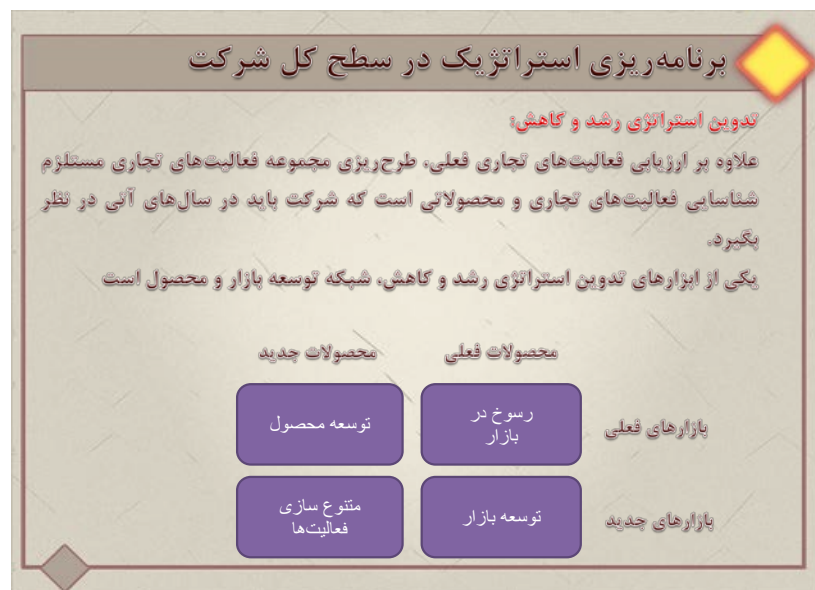 برنامه‌ریزی استراتژیک در سطح کل شرکت
تدوین استراتژی رشد و کاهش:
علاوه بر ارزیابی فعالیت‌های تجاری فعلی، طرح‌ریزی مجموعه فعالیت‌های تجاری مستلزم
شناسایی فعالیت‌های تجاری و محصولاتی است که شرکت باید در سال‌های آتی در نظر
بگیرد.
یکی از ابزارهای تدوین استراتژی رشد و کاهش، شبکه توسعه بازار و محصول است
محصولات فعلی
محصولات جدید
بازارهای فعلی
رسوخ در
بازار
توسعه محصول
بازارهای جدید
توسعه بازار
متنوع سازی
فعالیت‌ها